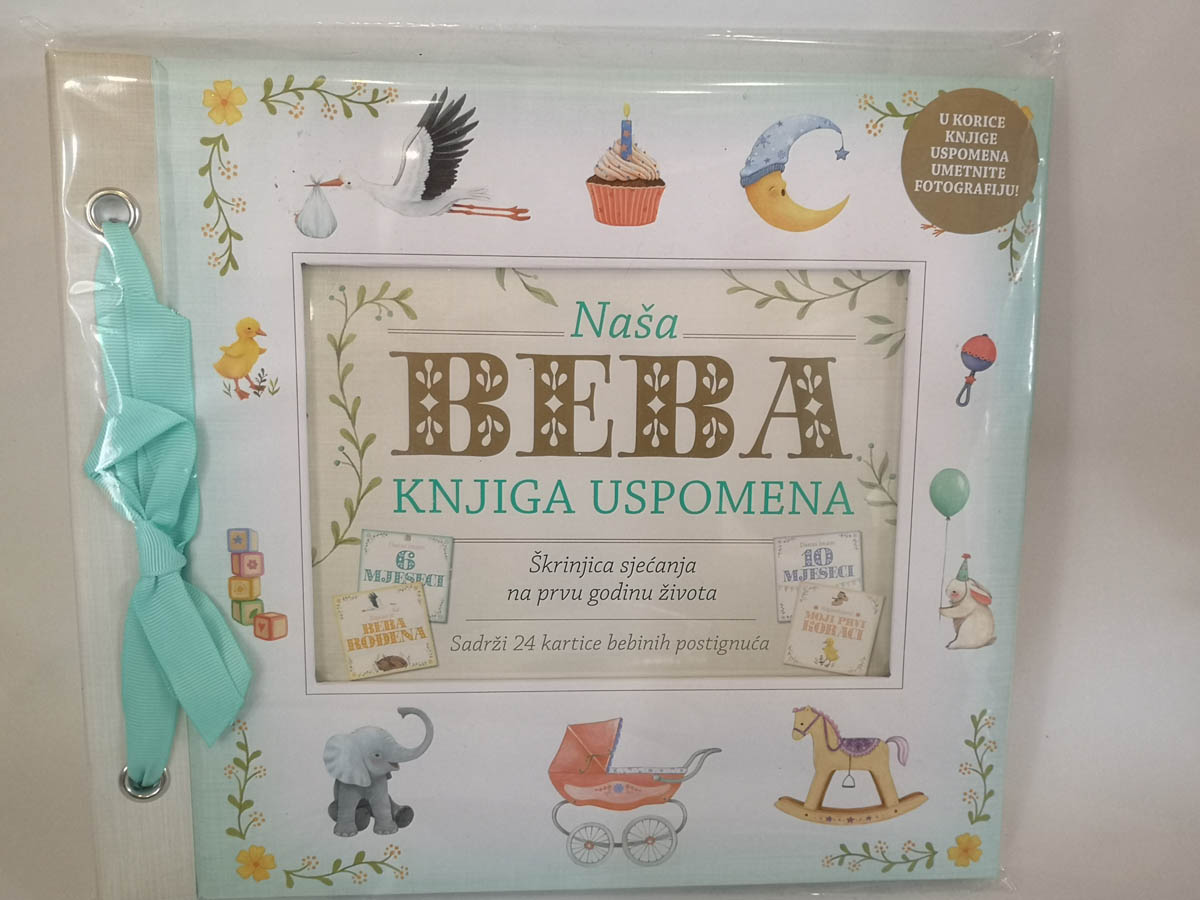 U KORICE
KNJIGE
USPOMENA
UMETNITE
FOTOGRAFIJU!
Naša
BEBA
KNJIGA USPOMENA
Škrinjica sjećanja
na prvu godinu života
Sadrži 24 kartice bebinih postignuća
6
MJESECI
BEBA
ROĐENA
10
MJESECI
MOJI PRVI
KORACI